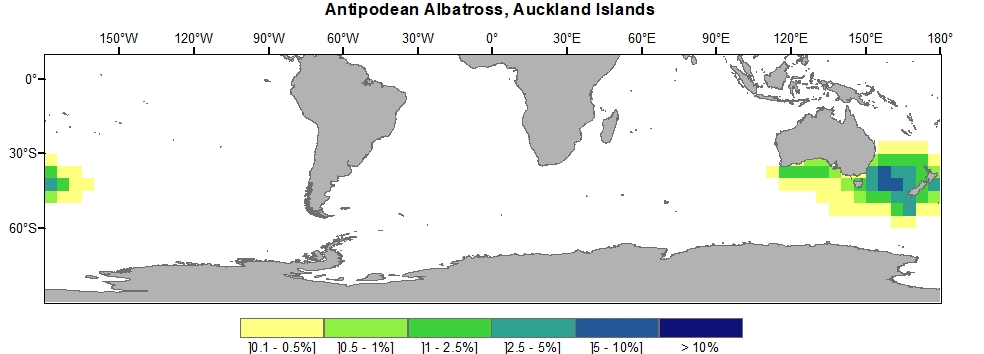 Antipodean Albatross, Auckland Islands
150°W 120°W 90°W 60°W 30°W 0° 30°E 60°E 90°E 120°E 150°E 180°
0°
30°S
60°S
]0.1 - 0.5%] ]0.5 - 1%] ]1 - 2.5%] ]2.5 - 5%] ]5 - 10%] > 10%